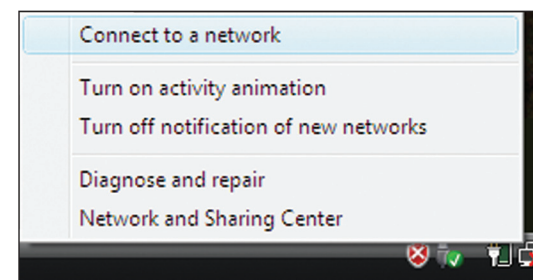 Connect to a network
Turn on activity animation
Turn off notification of new networks
Diagnose and repair
Network and Sharing Center